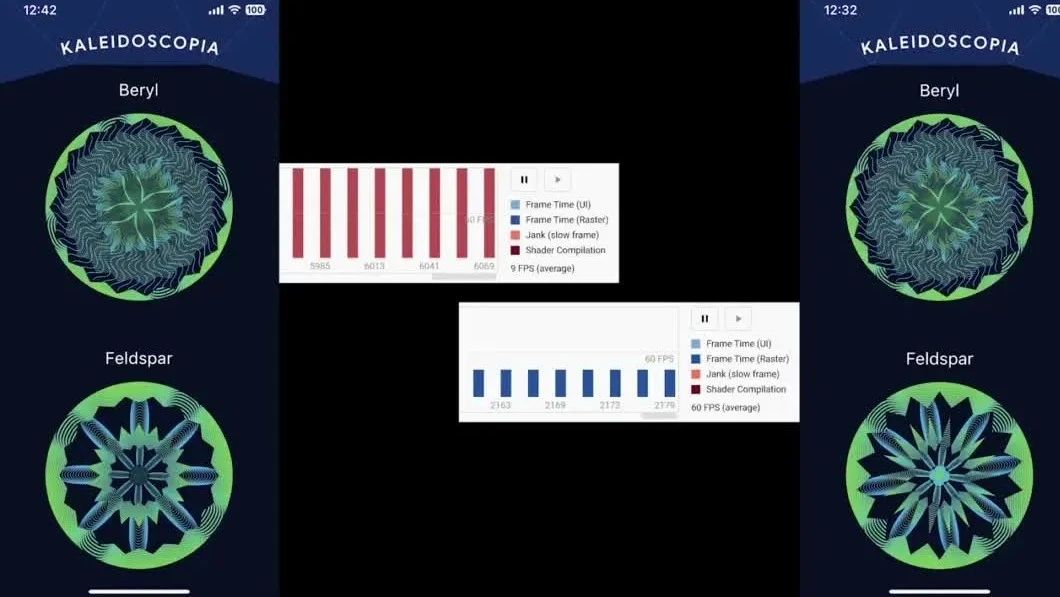 12:42
100
KALEIDOSCOPIA
Beryl
Feldspar
60 FPS
5985 6013 6041 6069
Frame Time (UI)
Frame Time (Raster)
Jank (slow frame)
Shader Compilation
9 FPS (average)
60 FPS
2163 2169 2173 2179
Frame Time (UI)
Frame Time (Raster)
Jank (slow frame)
Shader Compilation
60 FPS (average)
12:32
100
KALEIDOSCOPIA
Beryl
Feldspar